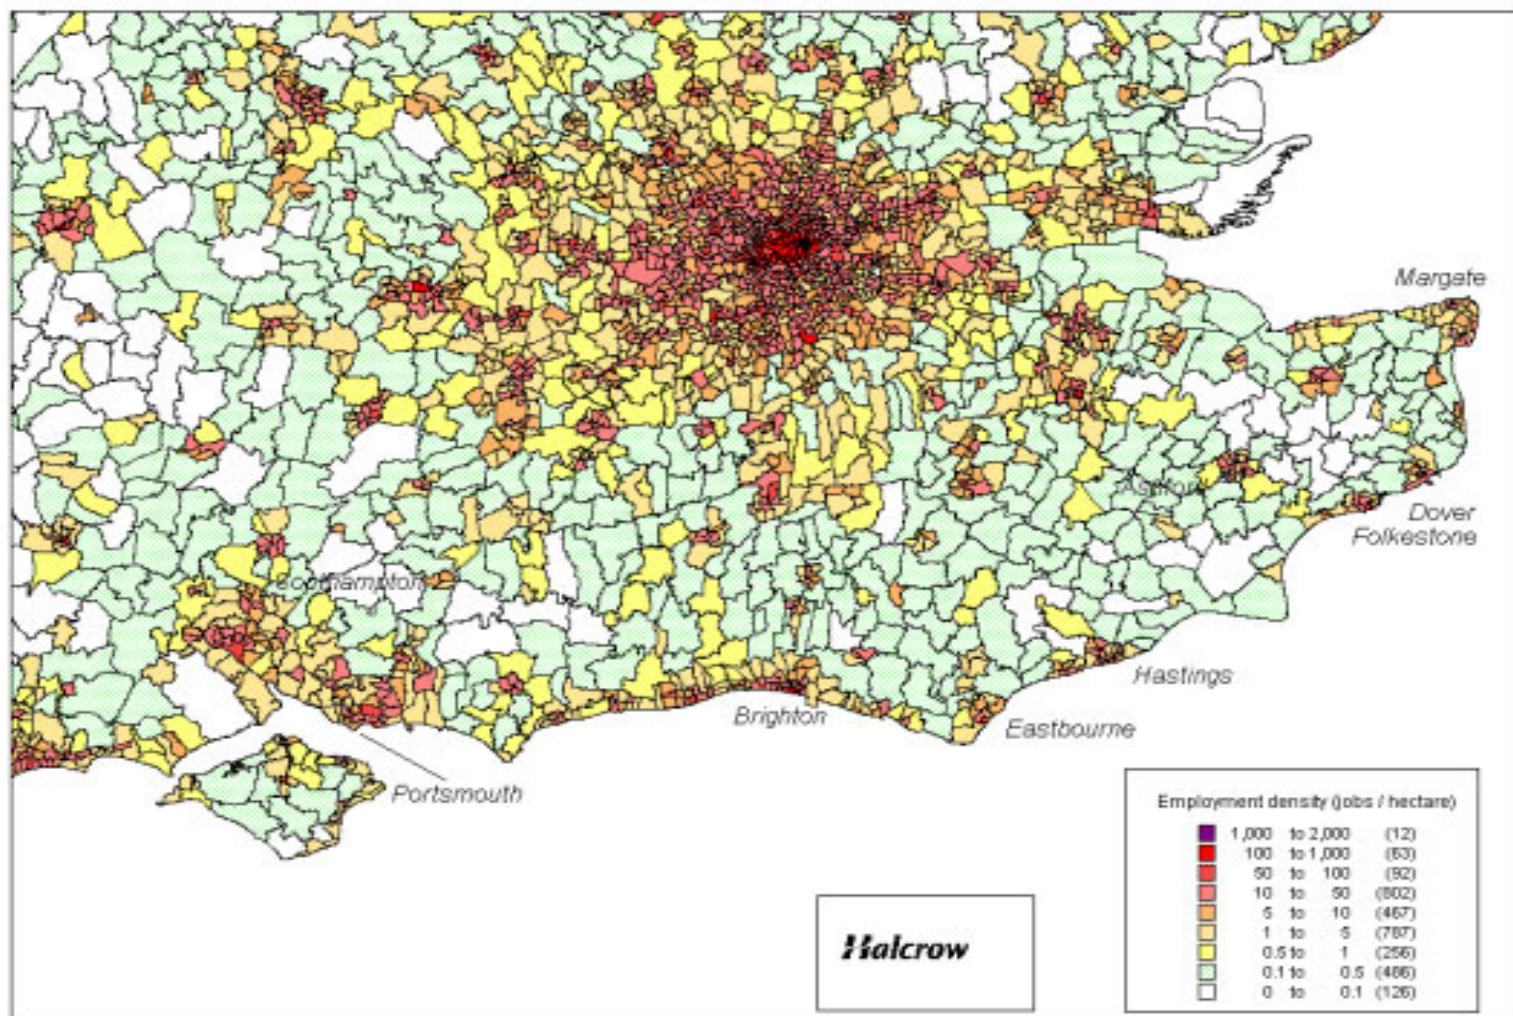 Margate
Ashford
Dover
Folkestone
Southampton
Hastings
Brighton
Eastbourne
Portsmouth
Employment density (jobs / hectare)
1,000 to 2,000 (12)
100 to 1,000 (63)
50 to 100 (92)
10 to 50 (802)
5 to 10 (467)
1 to 5 (787)
0.5 to 1 (256)
0.1 to 0.5 (486)
0 to 0.1 (126)
Halcrow